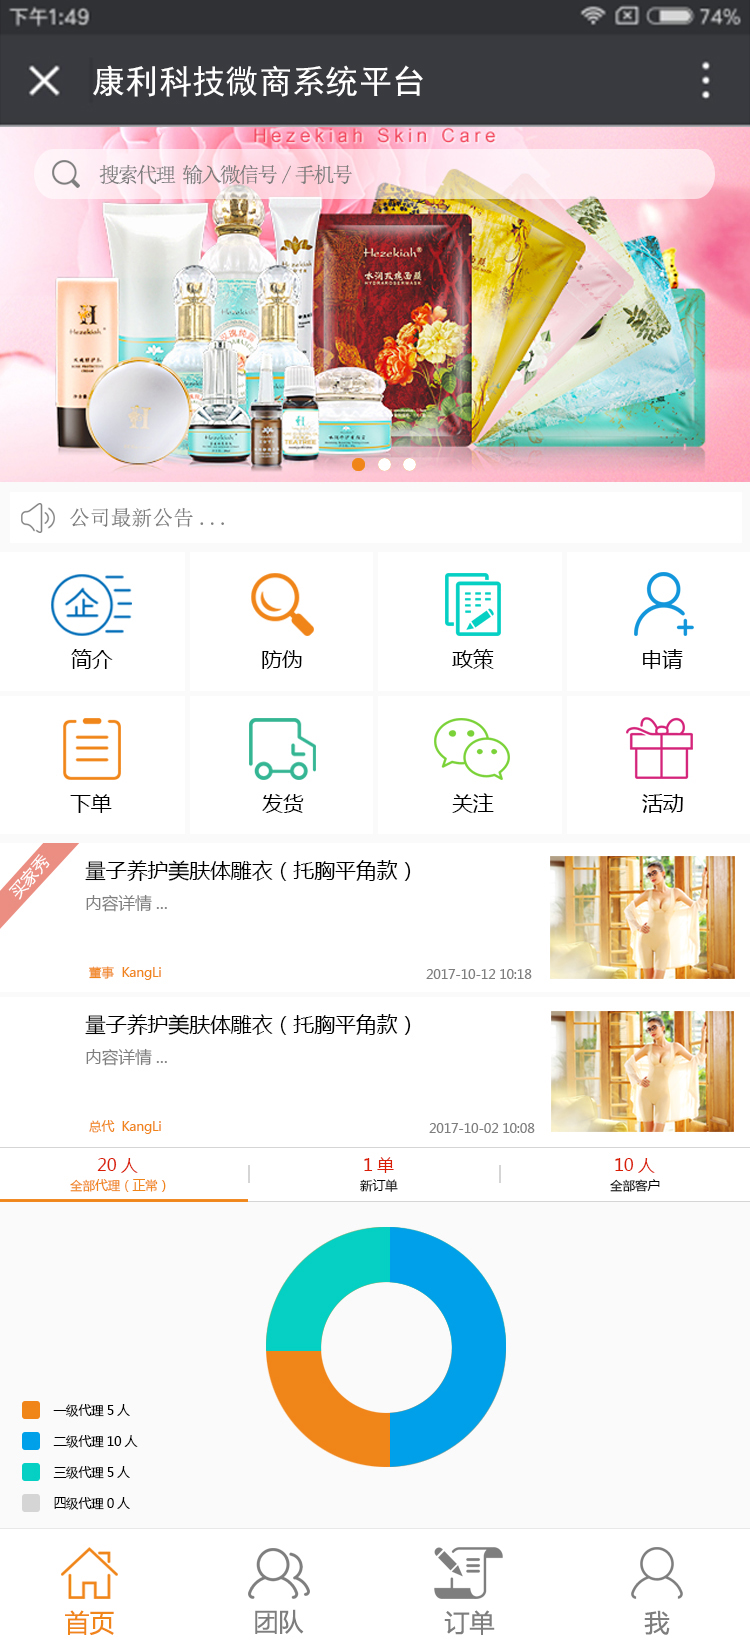 下午1:49
74%
康利科技微商系统平台
Hezekiah Skin Care
搜索代理 输入微信号 / 手机号
Hezekiah®
水润玫瑰面膜
Hezekiah
Hezekiah
公司最新公告 . . .
简介
防伪
政策
申请
下单
发货
关注
活动
买家秀
量子养护美肤体雕衣（托胸平角款）
内容详情 ...
董事 KangLi
2017-10-12 10:18
量子养护美肤体雕衣（托胸平角款）
内容详情 ...
总代 KangLi
2017-10-02 10:08
20 人
全部代理（正常）
1 单
新订单
10 人
全部客户
一级代理 5 人
二级代理 10 人
三级代理 5 人
四级代理 0 人
首页
团队
订单
我